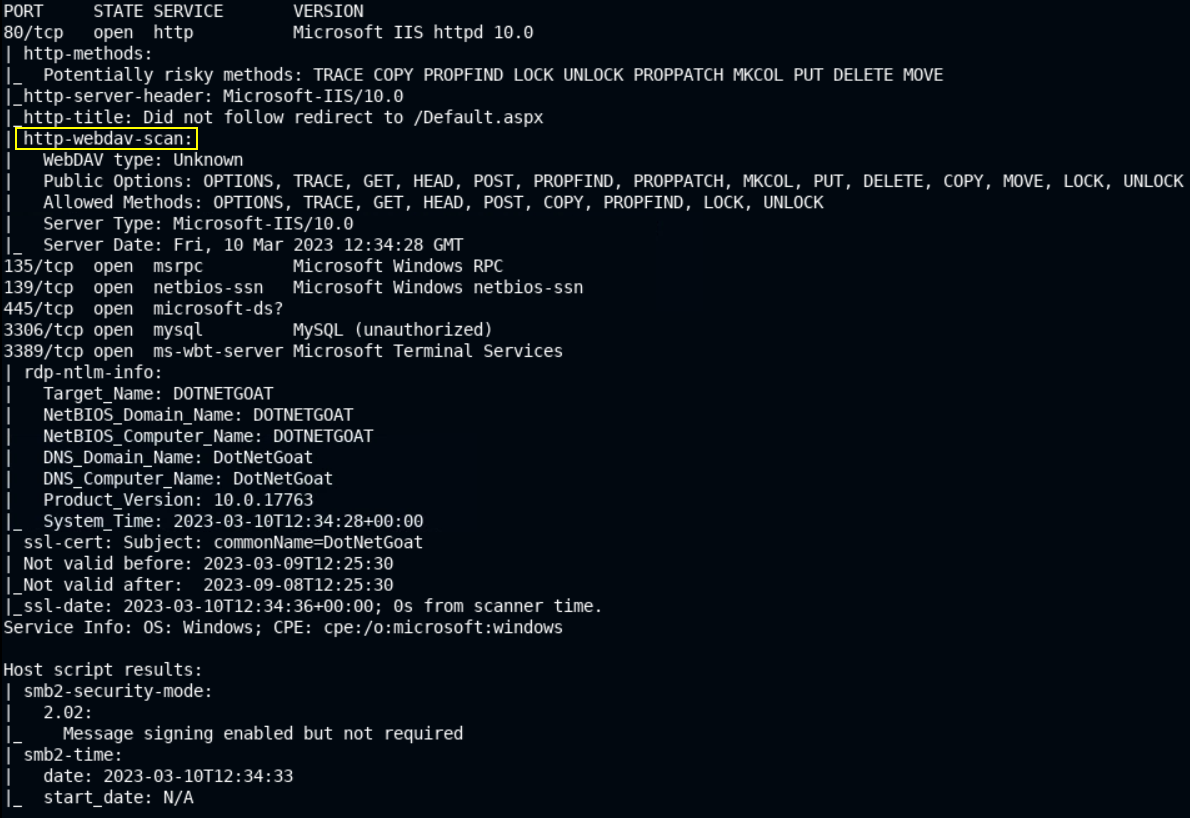 PORT     STATE SERVICE       VERSION
80/tcp   open  http          Microsoft IIS httpd 10.0
| http-methods:
|_  Potentially risky methods: TRACE COPY PROPFIND LOCK UNLOCK PROPPATCH MKCOL PUT DELETE MOVE
|_http-server-header: Microsoft-IIS/10.0
|_http-title: Did not follow redirect to /Default.aspx
| http-webdav-scan:
|   WebDAV type: Unknown
|   Public Options: OPTIONS, TRACE, GET, HEAD, POST, PROPFIND, PROPPATCH, MKCOL, PUT, DELETE, COPY, MOVE, LOCK, UNLOCK
|   Allowed Methods: OPTIONS, TRACE, GET, HEAD, POST, COPY, PROPFIND, LOCK, UNLOCK
|   Server Type: Microsoft-IIS/10.0
|_  Server Date: Fri, 10 Mar 2023 12:34:28 GMT
135/tcp  open  msrpc         Microsoft Windows RPC
139/tcp  open  netbios-ssn   Microsoft Windows netbios-ssn
445/tcp  open  microsoft-ds?
3306/tcp open  mysql         MySQL (unauthorized)
3389/tcp open  ms-wbt-server Microsoft Terminal Services
| rdp-ntlm-info:
|   Target_Name: DOTNETGOAT
|   NetBIOS_Domain_Name: DOTNETGOAT
|   NetBIOS_Computer_Name: DOTNETGOAT
|   DNS_Domain_Name: DotNetGoat
|   DNS_Computer_Name: DotNetGoat
|   Product_Version: 10.0.17763
|_  System_Time: 2023-03-10T12:34:28+00:00
| ssl-cert: Subject: commonName=DotNetGoat
| Not valid before: 2023-03-09T12:25:30
|_Not valid after:  2023-09-08T12:25:30
|_ssl-date: 2023-03-10T12:34:36+00:00; 0s from scanner time.
Service Info: OS: Windows; CPE: cpe:/o:microsoft:windows

Host script results:
| smb2-security-mode:
|   2.02:
|_    Message signing enabled but not required
| smb2-time:
|   date: 2023-03-10T12:34:33
|_  start_date: N/A